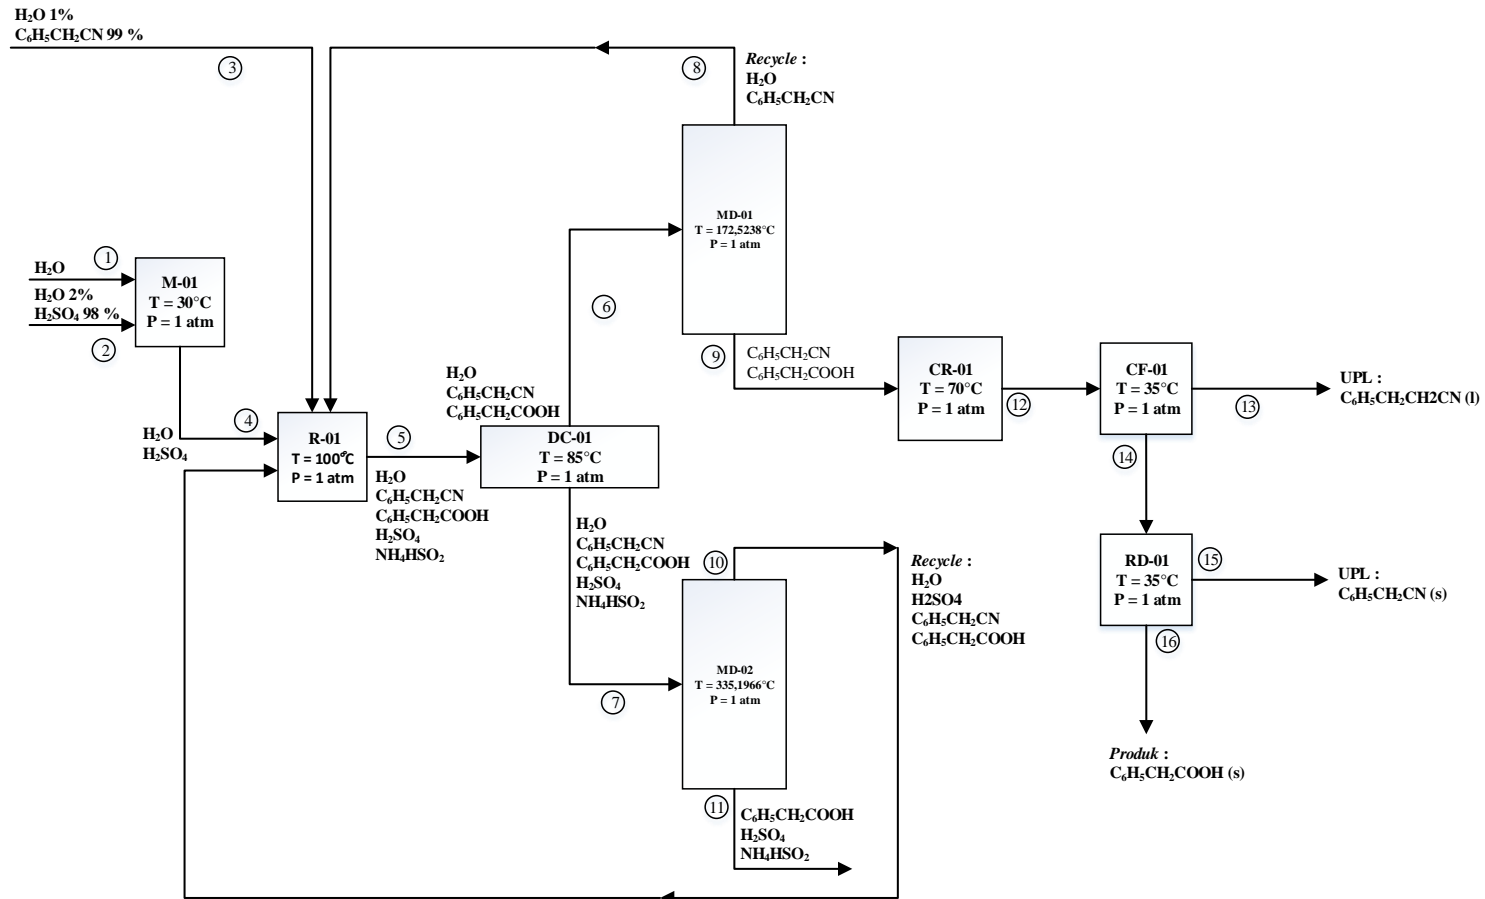 H₂O 1%
C₆H₅CH₂CN 99 %
3
8
Recycle :
H₂O
C₆H₅CH₂CN
MD-01
T = 172,5238°C
P = 1 atm
1
H₂O
H₂O 2%
H₂SO₄ 98 %
2
M-01
T = 30°C
P = 1 atm
6
9
C₆H₅CH₂CN
C₆H₅CH₂COOH
CR-01
T = 70°C
P = 1 atm
12
CF-01
T = 35°C
P = 1 atm
13
UPL :
C₆H₅CH₂CH2CN (l)
H₂O
C₆H₅CH₂CN
C₆H₅CH₂COOH
4
H₂O
H₂SO₄
R-01
T = 100°C
P = 1 atm
5
H₂O
C₆H₅CH₂CN
C₆H₅CH₂COOH
H₂SO₄
NH₄HSO₂
DC-01
T = 85°C
P = 1 atm
14
H₂O
C₆H₅CH₂CN
C₆H₅CH₂COOH
H₂SO₄
NH₄HSO₂
10
Recycle :
H₂O
H2SO4
C₆H₅CH₂CN
C₆H₅CH₂COOH
RD-01
T = 35°C
P = 1 atm
15
UPL :
C₆H₅CH₂CN (s)
16
7
MD-02
T = 335,1966°C
P = 1 atm
Produk :
C₆H₅CH₂COOH (s)
11
C₆H₅CH₂COOH
H₂SO₄
NH₄HSO₂